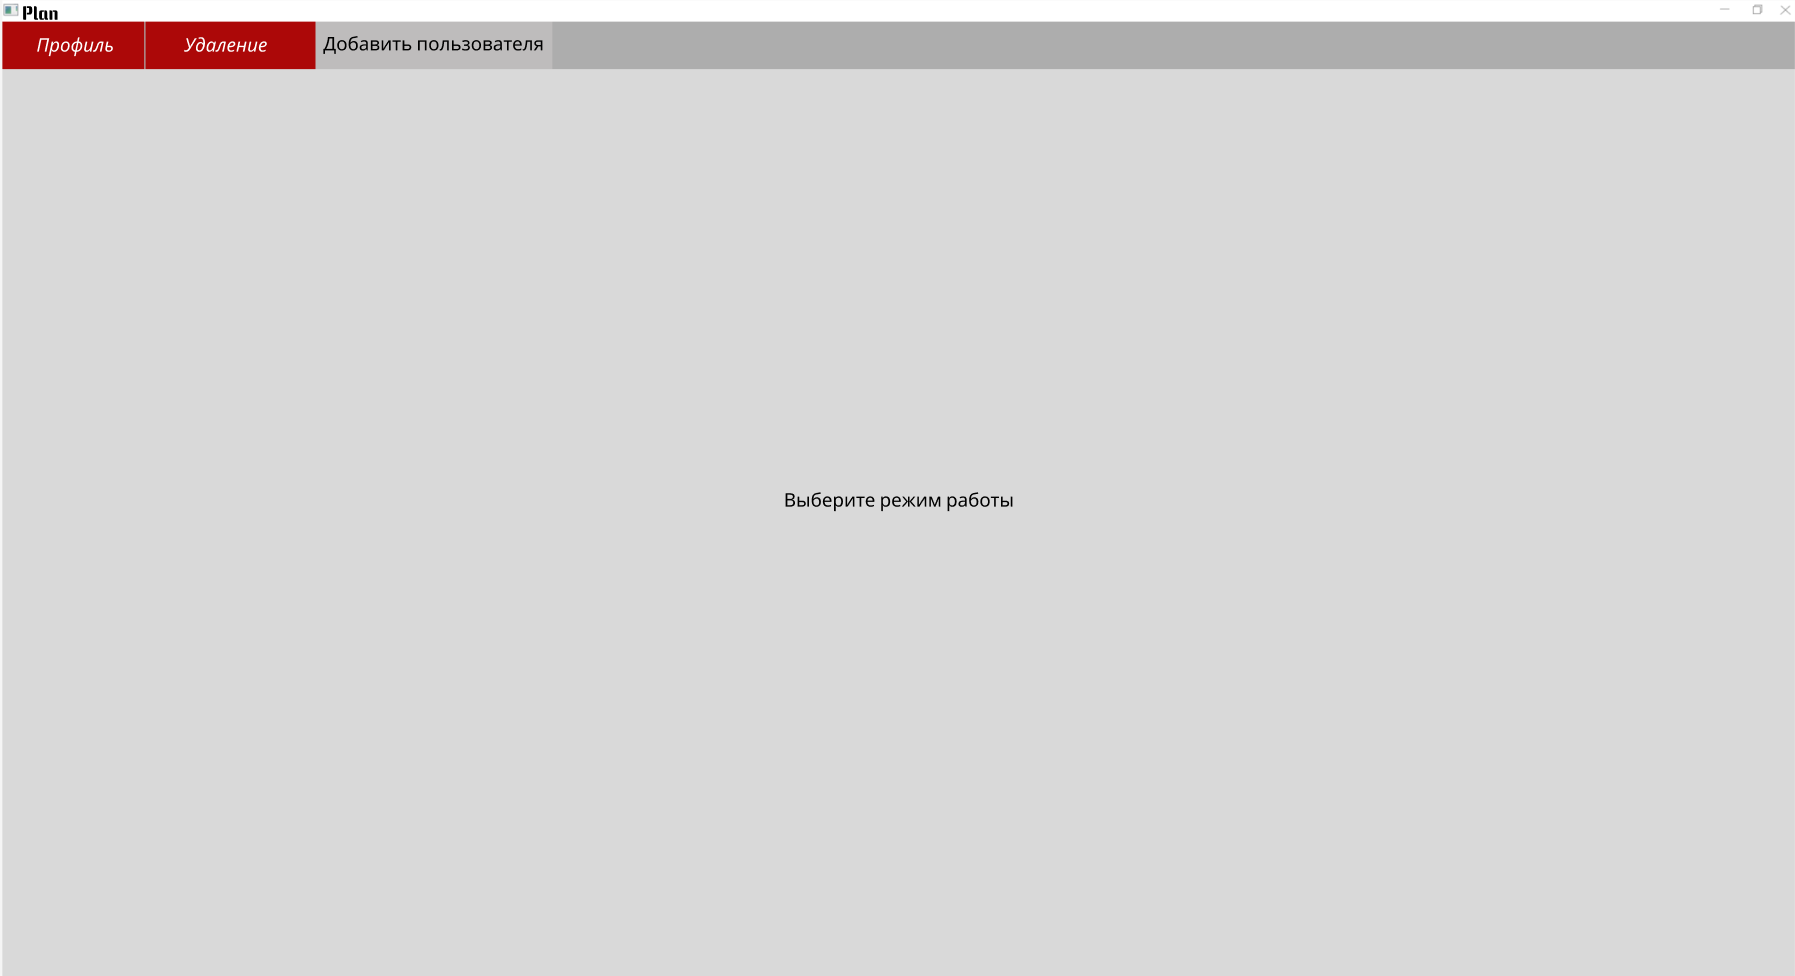 Plan
Профиль Удаление Добавить пользователя
Выберите режим работы